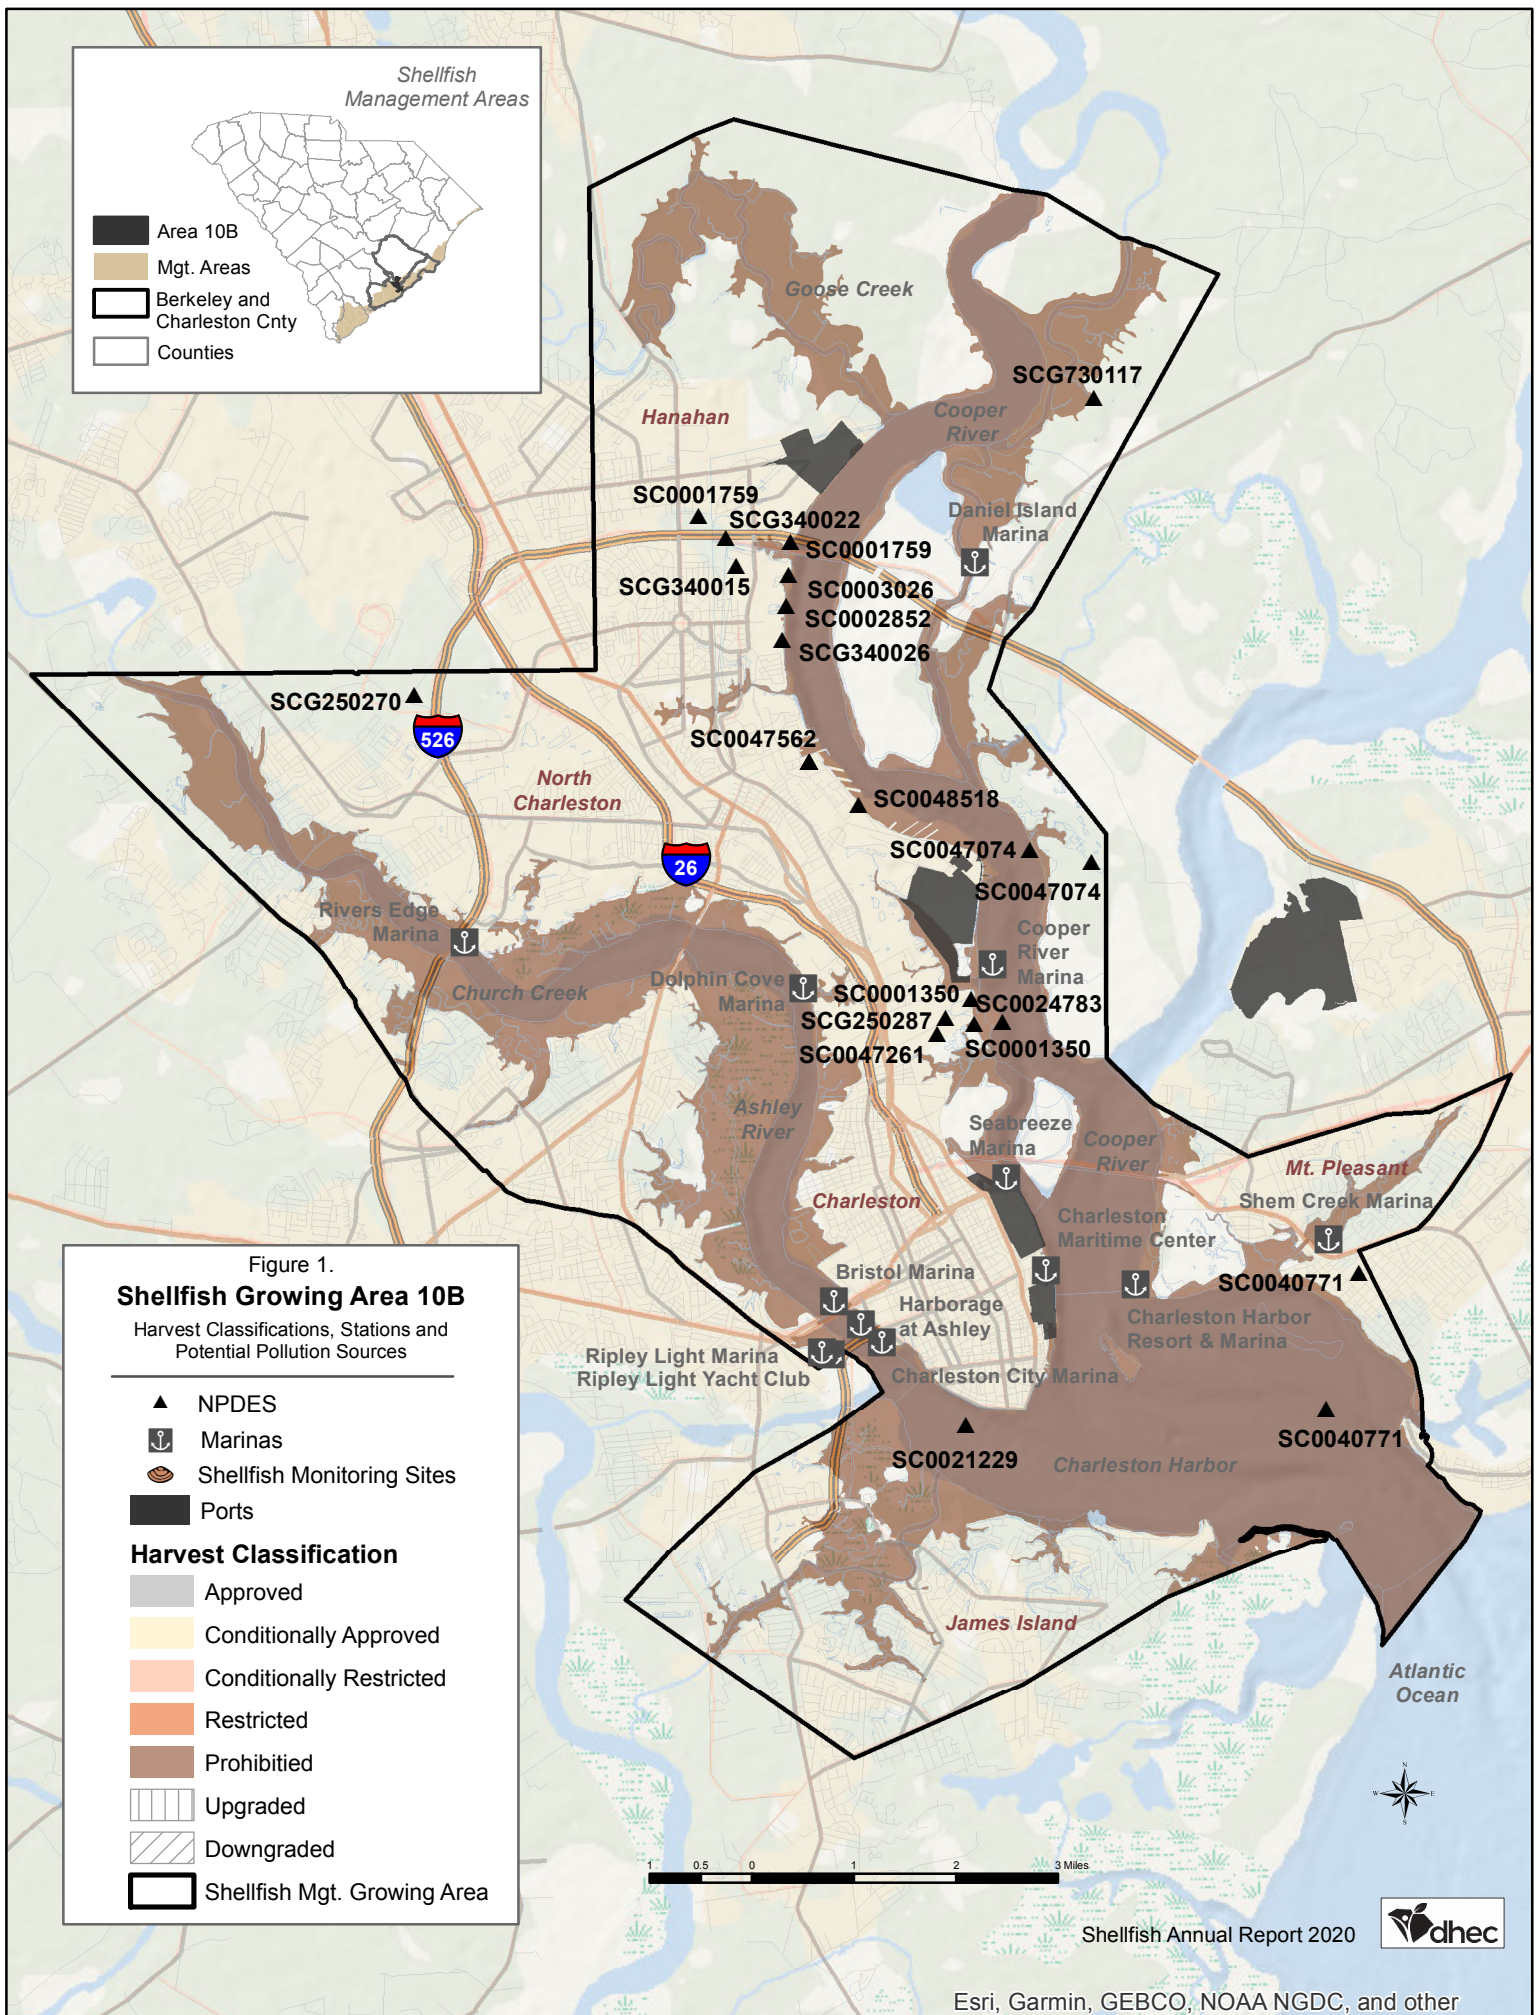 Shellfish
Management Areas
Area 10B
Mgt. Areas
Berkeley and
Charleston Cnty
Counties
Goose Creek
SCG730117
Cooper
River
Hanahan
SC0001759
SCG340022
Daniel Island
Marina
SC0001759
SCG340015
SC0003026
SC0002852
SCG340026
SCG250270
526
SC0047562
North
Charleston
SC0048518
26
SC0047074
SC0047074
Rivers Edge
Marina
Cooper
River
Marina
Church Creek
Dolphin Cove
Marina
SC0001350
SC0024783
SCG250287
SC0047261
SC0001350
Ashley
River
Seabreeze
Marina
Cooper
River
Mt. Pleasant
Charleston
Shem Creek Marina
Charleston
Maritime Center
Bristol Marina
SC0040771
Harborage
at Ashley
Charleston Harbor
Resort & Marina
Ripley Light Marina
Ripley Light Yacht Club
Charleston City Marina
SC0040771
SC0021229
Charleston Harbor
James Island
Atlantic
Ocean
Figure 1.
Shellfish Growing Area 10B
Harvest Classifications, Stations and
Potential Pollution Sources
NPDES
Marinas
Shellfish Monitoring Sites
Ports
Harvest Classification
Approved
Conditionally Approved
Conditionally Restricted
Restricted
Prohibitied
Upgraded
Downgraded
Shellfish Mgt. Growing Area
N
W E
S
1 0.5 0 1 2 3 Miles
Shellfish Annual Report 2020
dhec
Esri, Garmin, GEBCO, NOAA NGDC, and other